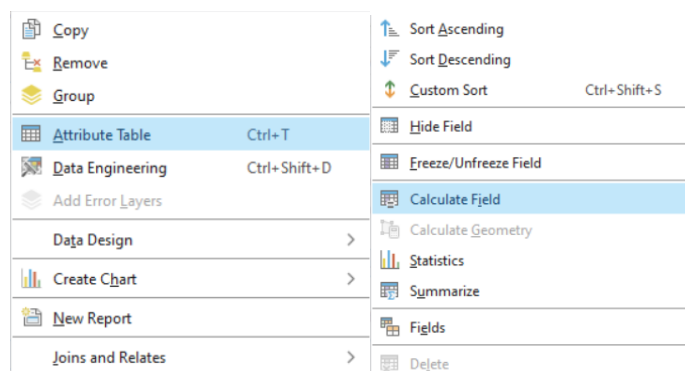 Copy
Remove
Group
Attribute Table Ctrl+T
Data Engineering Ctrl+Shift+D
Add Error Layers
Data Design
Create Chart
New Report
Joins and Relates
Sort Ascending
Sort Descending
Custom Sort Ctrl+Shift+S
Hide Field
Freeze/Unfreeze Field
Calculate Field
Calculate Geometry
Statistics
Summarize
Fields
Delete